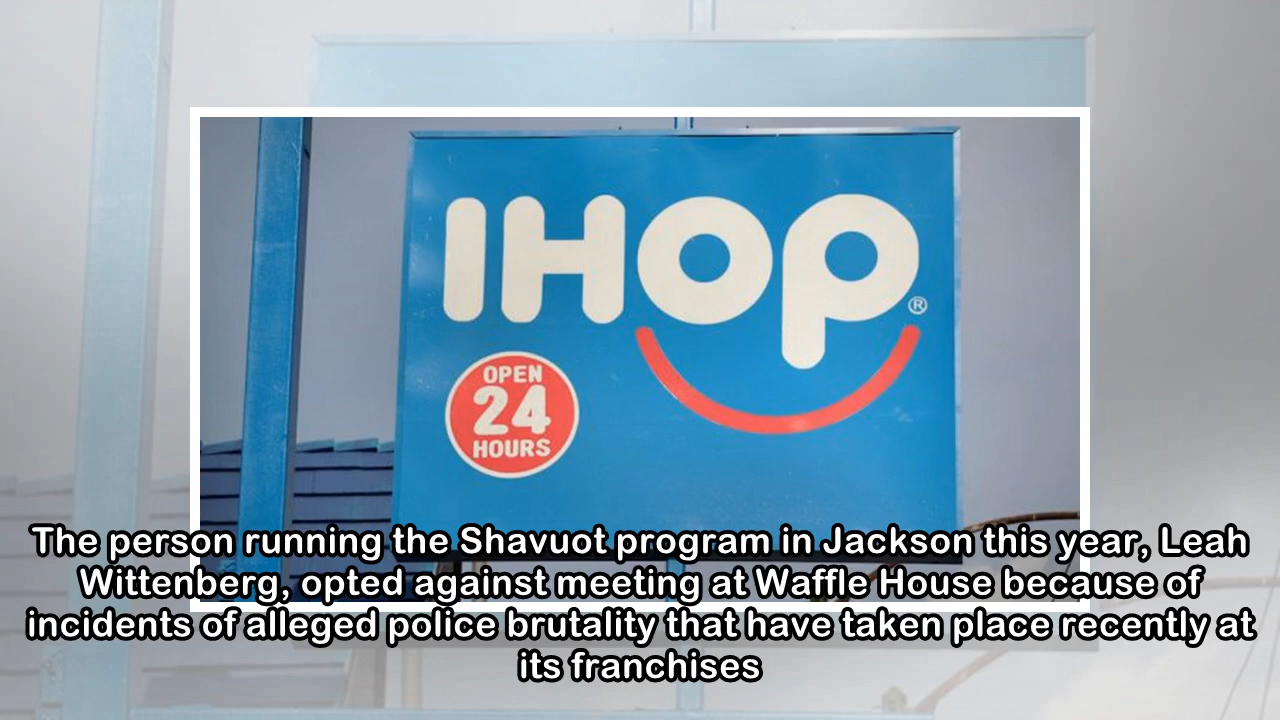 IHOP
®
OPEN
24
HOURS
The person running the Shavuot program in Jackson this year, Leah
Wittenberg, opted against meeting at Waffle House because of
incidents of alleged police brutality that have taken place recently at
its franchises